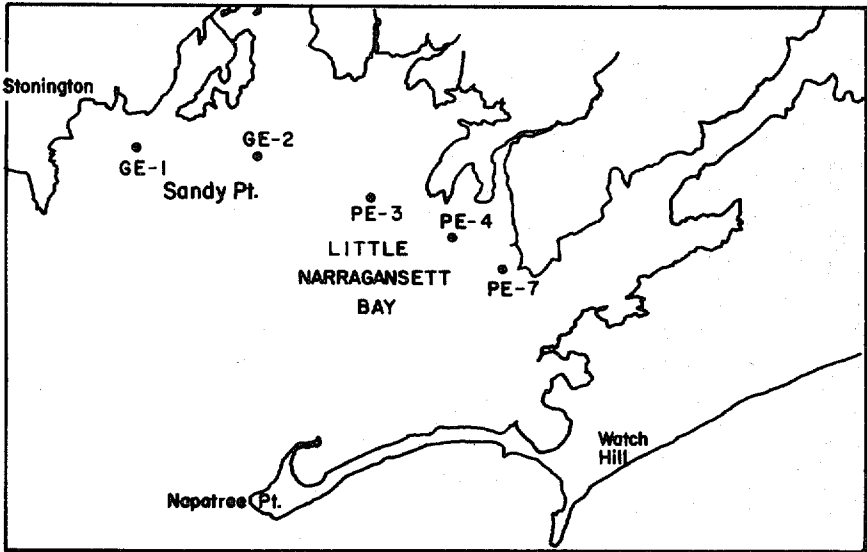 Stonington
GE-1
GE-2
Sandy Pt.
PE-3
PE-4
PE-7
LITTLE
NARRAGANSETT
BAY
Watch
Hill
Napatree Pt.